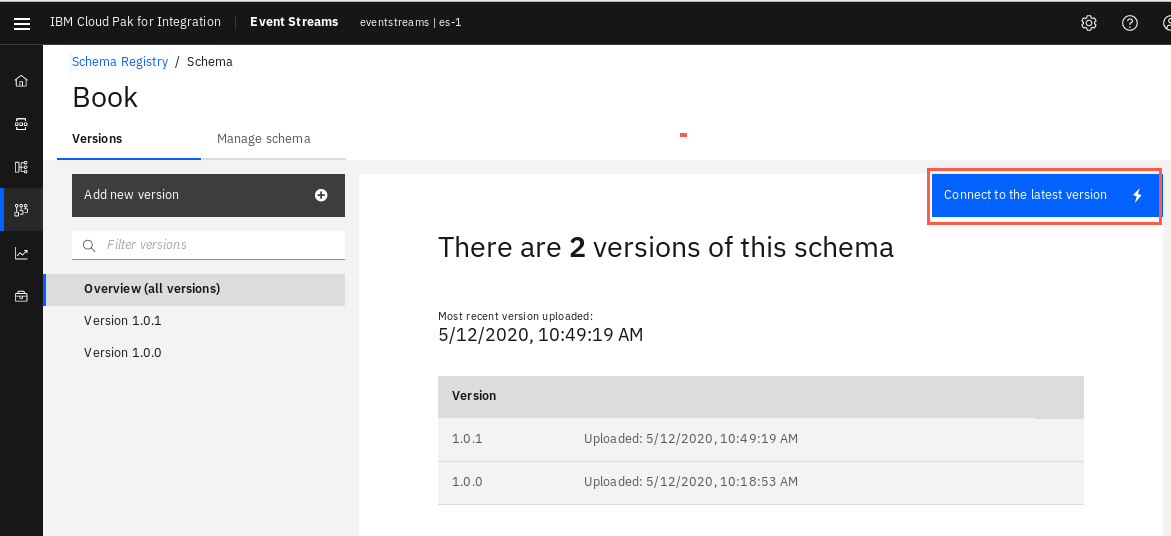 IBM Cloud Pak for Integration Event Streams eventstreams | es-1
Schema Registry / Schema
Book
Versions Manage schema
Add new version
Connect to the latest version
Filter versions
Overview (all versions)
Version 1.0.1
Version 1.0.0
There are 2 versions of this schema
Most recent version uploaded:
5/12/2020, 10:49:19 AM
Version
1.0.1 Uploaded: 5/12/2020, 10:49:19 AM
1.0.0 Uploaded: 5/12/2020, 10:18:53 AM